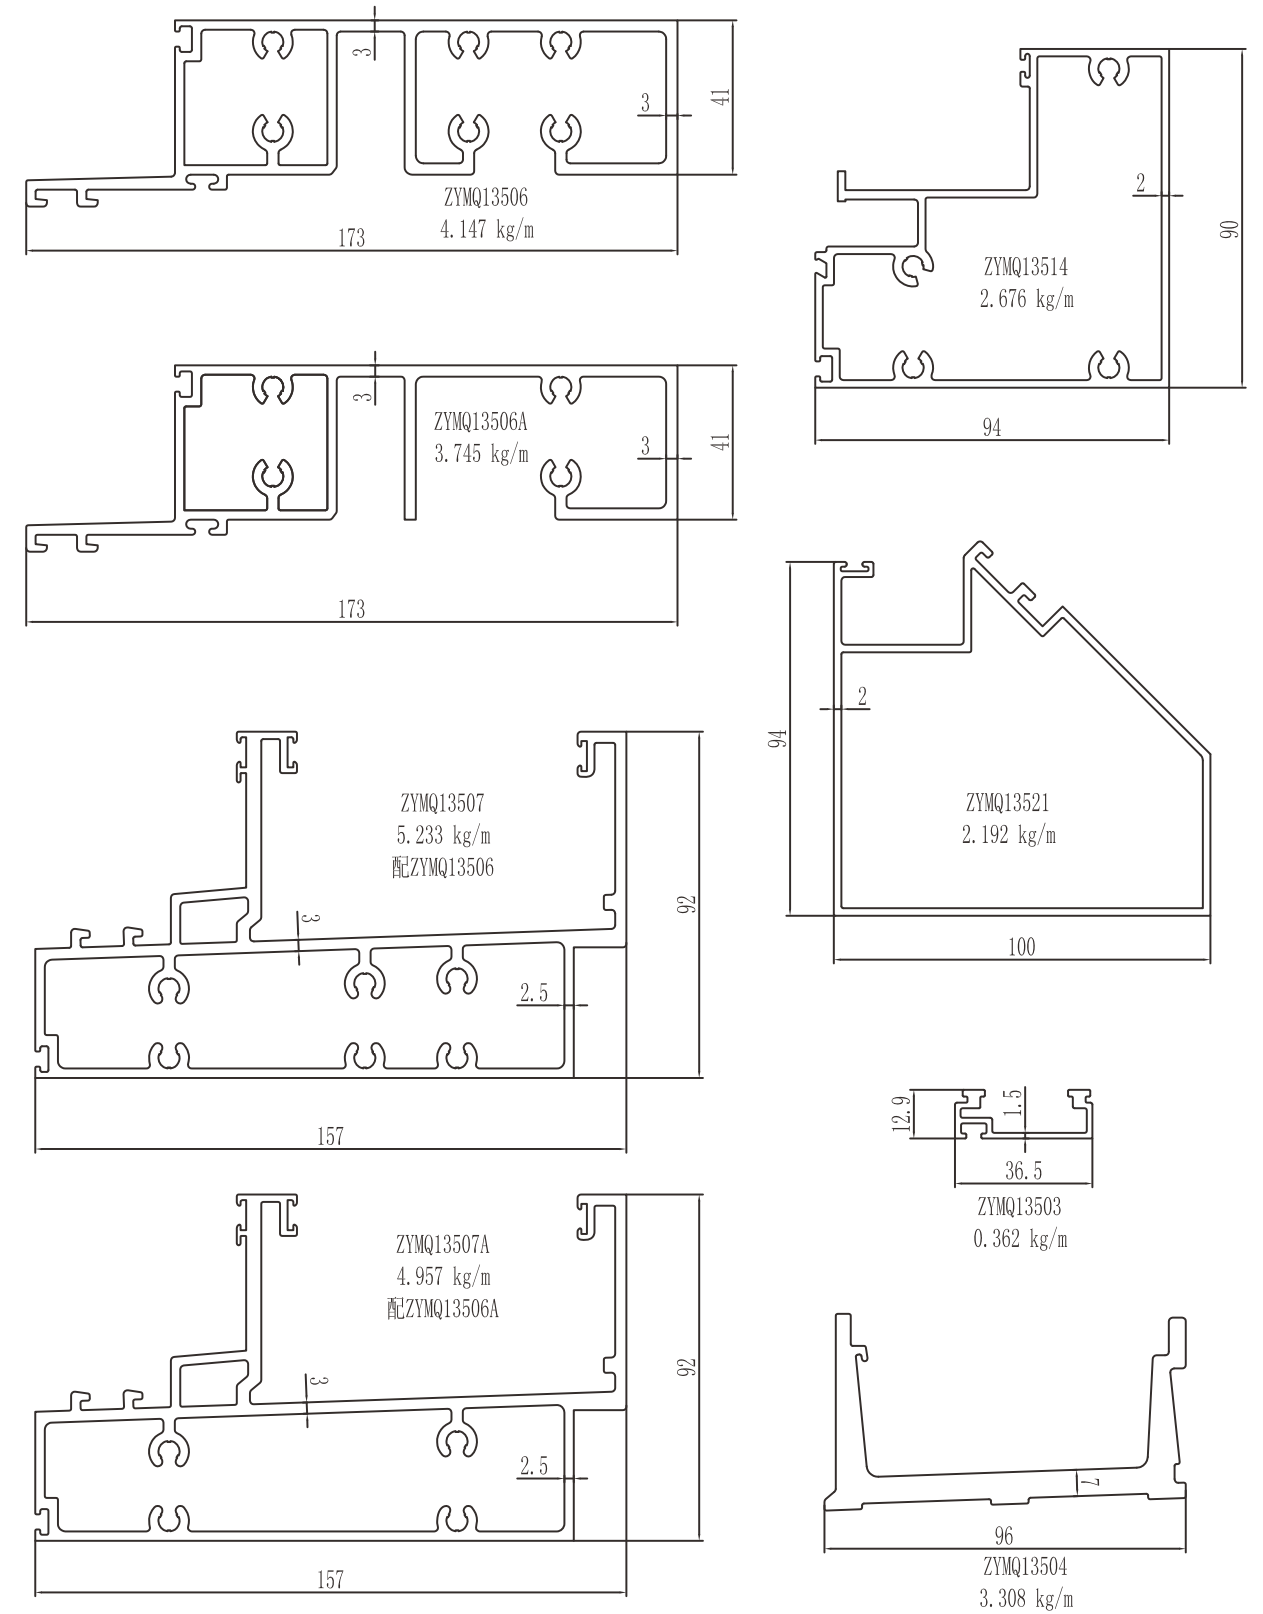 3
3
41
ZYMQ13506
4.147 kg/m
173
3
3
41
ZYMQ13506A
3.745 kg/m
173
ZYMQ13507
5.233 kg/m
配ZYMQ13506
3
2.5
92
157
ZYMQ13507A
4.957 kg/m
配ZYMQ13506A
3
2.5
92
157
2
90
ZYMQ13514
2.676 kg/m
94
2
94
ZYMQ13521
2.192 kg/m
100
12.9
1.5
36.5
ZYMQ13503
0.362 kg/m
7
96
ZYMQ13504
3.308 kg/m